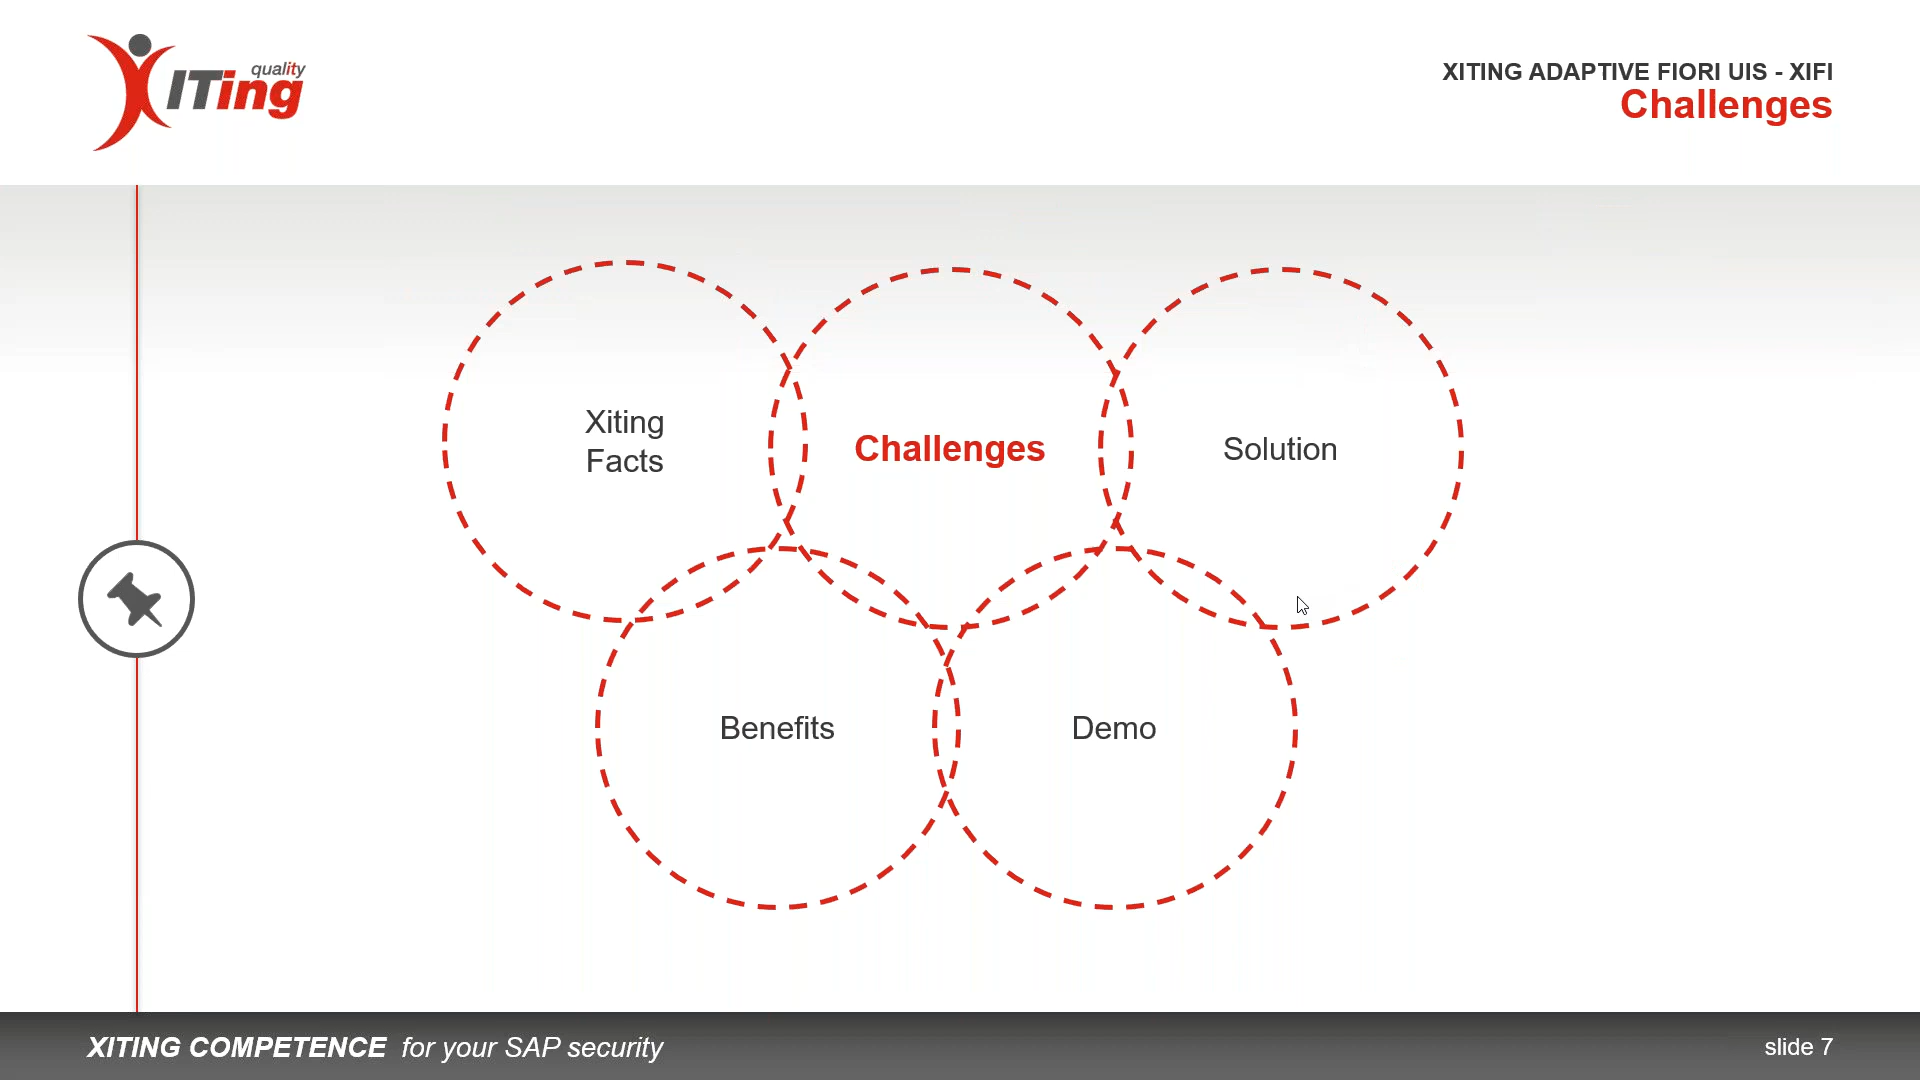 quality
XITing
XITING ADAPTIVE FIORI UIS - XIFI
Challenges
Xiting
Facts
Challenges
Solution
Benefits
Demo
XITING COMPETENCE for your SAP security
slide 7